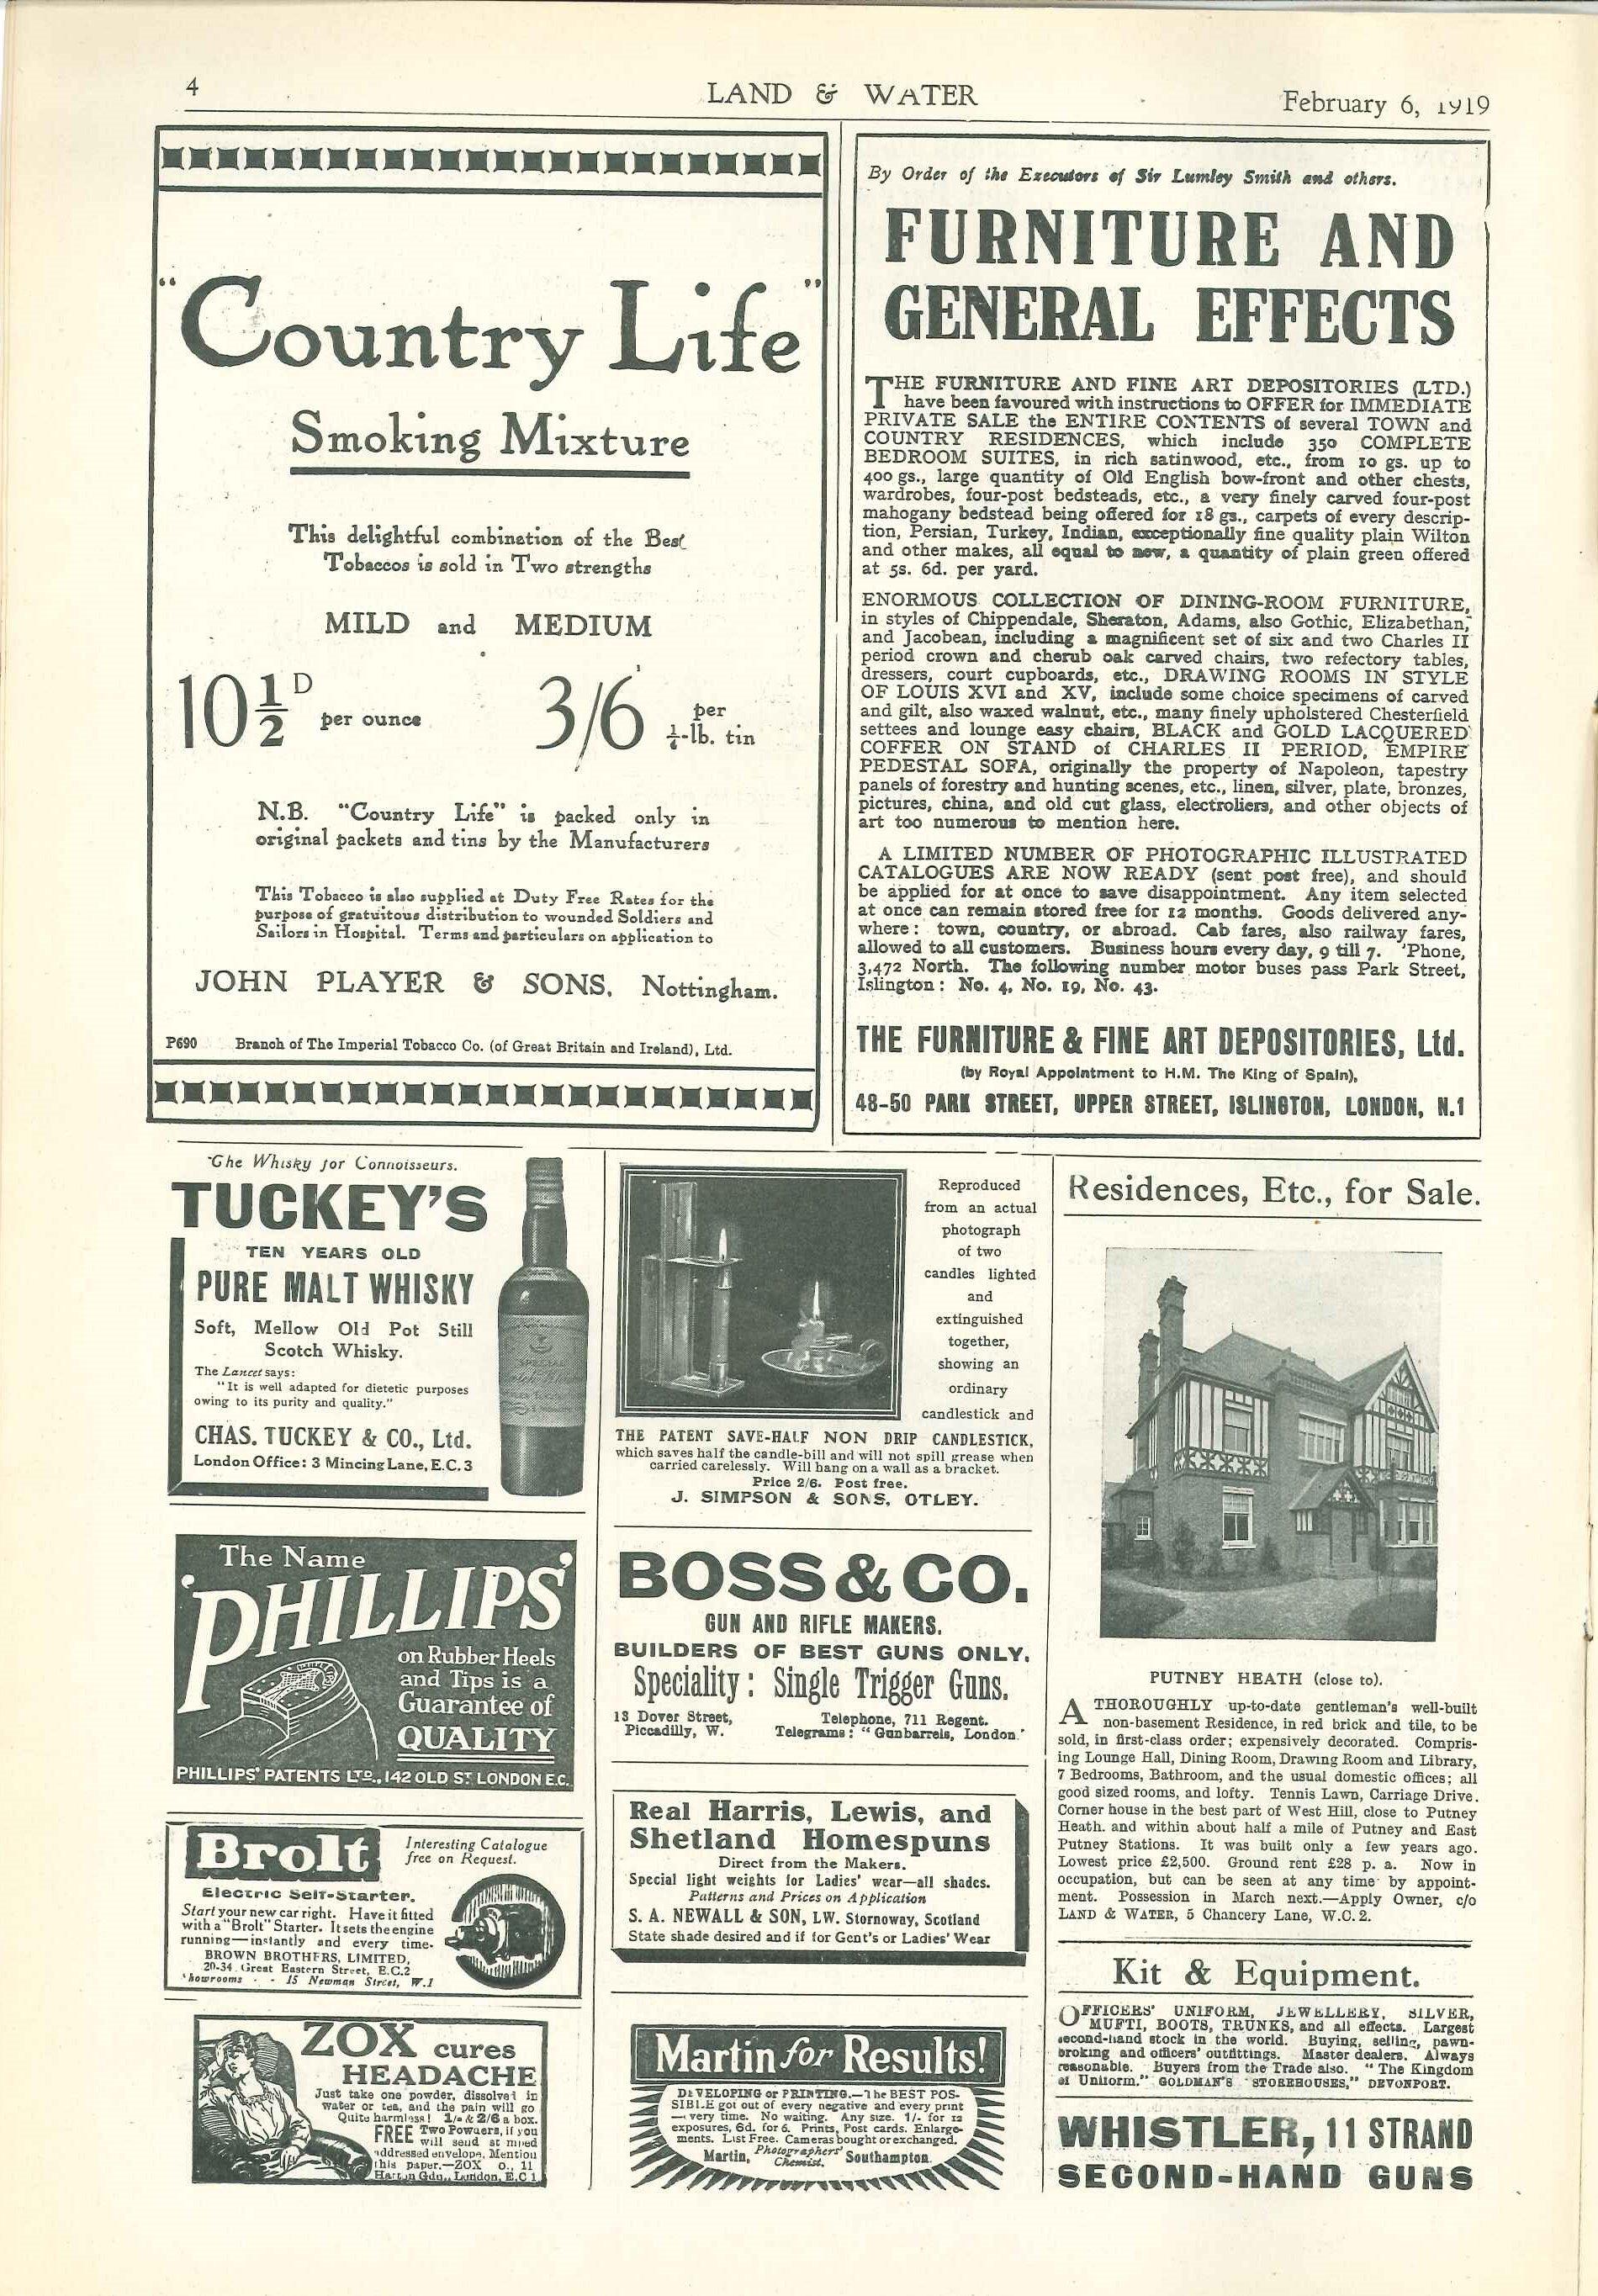 4
LAND & WATER
February 6, 1919
"Country Life"
Smoking Mixture
This delightful combination of the Best
Tobaccos is sold in Two strengths
MILD and MEDIUM
10½D per ounce
3/6 per ¼-lb. tin
N.B. "Country Life" is packed only in
original packets and tins by the Manufacturers
This Tobacco is also supplied at Duty Free Rates for the
purpose of gratuitous distribution to wounded Soldiers and
Sailors in Hospital. Terms and particulars on application to
JOHN PLAYER & SONS, Nottingham.
P690 Branch of The Imperial Tobacco Co. (of Great Britain and Ireland), Ltd.
By Order of the Executors of Sir Lumley Smith and others.
FURNITURE AND
GENERAL EFFECTS
THE FURNITURE AND FINE ART DEPOSITORIES (LTD.)
have been favoured with instructions to OFFER for IMMEDIATE
PRIVATE SALE the ENTIRE CONTENTS of several TOWN and
COUNTRY RESIDENCES, which include 350 COMPLETE
BEDROOM SUITES, in rich satinwood, etc., from 10 gs. up to
400 gs., large quantity of Old English bow-front and other chests,
wardrobes, four-post bedsteads, etc., a very finely carved four-post
mahogany bedstead being offered for 18 gs., carpets of every descrip-
tion, Persian, Turkey, Indian, exceptionally fine quality plain Wilton
and other makes, all equal to new, a quantity of plain green offered
at 5s. 6d. per yard.
ENORMOUS COLLECTION OF DINING-ROOM FURNITURE,
in styles of Chippendale, Sheraton, Adams, also Gothic, Elizabethan,
and Jacobean, including a magnificent set of six and two Charles II
period crown and cherub oak carved chairs, two refectory tables,
dressers, court cupboards, etc., DRAWING ROOMS IN STYLE
OF LOUIS XVI and XV, include some choice specimens of carved
and gilt, also waxed walnut, etc., many finely upholstered Chesterfield
settees and lounge easy chairs, BLACK and GOLD LACQUERED
COFFER ON STAND of CHARLES II PERIOD, EMPIRE
PEDESTAL SOFA, originally the property of Napoleon, tapestry
panels of forestry and hunting scenes, etc., linen, silver, plate, bronzes,
pictures, china, and old cut glass, electroliers, and other objects of
art too numerous to mention here.
A LIMITED NUMBER OF PHOTOGRAPHIC ILLUSTRATED
CATALOGUES ARE NOW READY (sent post free), and should
be applied for at once to save disappointment. Any item selected
at once can remain stored free for 12 months. Goods delivered any-
where: town, country, or abroad. Cab fares, also railway fares,
allowed to all customers. Business hours every day, 9 till 7. 'Phone,
3,472 North. The following number motor buses pass Park Street,
Islington: No. 4, No. 19, No. 43.
THE FURNITURE & FINE ART DEPOSITORIES, Ltd.
(by Royal Appointment to H.M. The King of Spain),
48-50 PARK STREET, UPPER STREET, ISLINGTON, LONDON, N.1
The Whisky for Connoisseurs.
TUCKEY'S
TEN YEARS OLD
PURE MALT WHISKY
Soft, Mellow Old Pot Still
Scotch Whisky.
The Lancet says:
"It is well adapted for dietetic purposes
owing to its purity and quality."
CHAS. TUCKEY & CO., Ltd.
London Office: 3 Mincing Lane, E.C.3
SPECIAL
The Name
'PHILLIPS'
on Rubber Heels
and Tips is a
Guarantee of
QUALITY
PHILLIPS' PATENTS LTD., 142 OLD ST. LONDON E.C.
Brolt
Interesting Catalogue
free on Request.
Electric Self-Starter.
Start your new car right. Have it fitted
with a "Brolt" Starter. It sets the engine
running—instantly and every time.
BROWN BROTHERS, LIMITED,
20-34 Great Eastern Street, E.C.2
Showrooms - - 15 Newman Street, W.1
ZOX cures
HEADACHE
Just take one powder, dissolved in
water or tea, and the pain will go
Quite harmless! 1/- & 2/6 a box.
FREE Two Powders, if you
will send stamped
addressed envelope. Mention
this paper.—ZOX o., 11
Hatton Gdn., London, E.C 1
Reproduced
from an actual
photograph
of two
candles lighted
and
extinguished
together,
showing an
ordinary
candlestick and
THE PATENT SAVE-HALF NON DRIP CANDLESTICK,
which saves half the candle-bill and will not spill grease when
carried carelessly. Will hang on a wall as a bracket.
Price 2/6. Post free.
J. SIMPSON & SONS, OTLEY.
BOSS & CO.
GUN AND RIFLE MAKERS.
BUILDERS OF BEST GUNS ONLY.
Speciality: Single Trigger Guns.
13 Dover Street, Telephone, 711 Regent.
Piccadilly, W. Telegrams: "Gunbarrels, London."
Real Harris, Lewis, and
Shetland Homespuns
Direct from the Makers.
Special light weights for Ladies' wear—all shades.
Patterns and Prices on Application
S. A. NEWALL & SON, LW. Stornoway, Scotland
State shade desired and if for Gent's or Ladies' Wear
Martin for Results!
DEVELOPING or PRINTING.—The BEST POS-
SIBLE got out of every negative and every print
—very time. No waiting. Any size. 1/- for 12
exposures, 6d. for 6. Prints, Post cards. Enlarge-
ments. List Free. Cameras bought or exchanged.
Martin, Photographers' Chemist. Southampton.
Residences, Etc., for Sale.
PUTNEY HEATH (close to).
A THOROUGHLY up-to-date gentleman's well-built
non-basement Residence, in red brick and tile, to be
sold, in first-class order; expensively decorated. Compris-
ing Lounge Hall, Dining Room, Drawing Room and Library,
7 Bedrooms, Bathroom, and the usual domestic offices; all
good sized rooms, and lofty. Tennis Lawn, Carriage Drive.
Corner house in the best part of West Hill, close to Putney
Heath. and within about half a mile of Putney and East
Putney Stations. It was built only a few years ago.
Lowest price £2,500. Ground rent £28 p. a. Now in
occupation, but can be seen at any time by appoint-
ment. Possession in March next.—Apply Owner, c/o
LAND & WATER, 5 Chancery Lane, W.C.2.
Kit & Equipment.
OFFICERS' UNIFORM, JEWELLERY, SILVER,
MUFTI, BOOTS, TRUNKS, and all effects. Largest
second-hand stock in the world. Buying, selling, pawn-
broking and officers' outfittings. Master dealers. Always
reasonable. Buyers from the Trade also. "The Kingdom
of Uniform." GOLDMAN'S "STOREHOUSES," DEVONPORT.
WHISTLER, 11 STRAND
SECOND-HAND GUNS